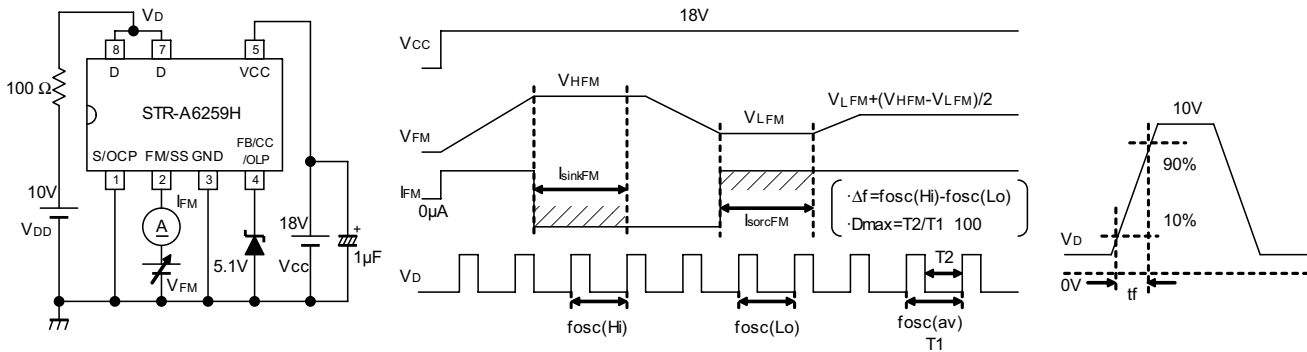 VD
8
7
5
D
D
VCC
100 Ω
STR-A6259H
S/OCP
FM/SS
GND
FB/CC
/OLP
1
2
3
4
10V
VDD
IFM
A
VFM
5.1V
18V
VCC
+
1μF
18V
VCC
VHFM
VLFM
VLFM+(VHFM-VLFM)/2
VFM
IFM
0μA
IsinkFM
IsorcFM
·Δf=fosc(Hi)-fosc(Lo)
·Dmax=T2/T1 100
VD
T2
fosc(Hi)
fosc(Lo)
fosc(av)
T1
10V
90%
10%
VD
0V
tf